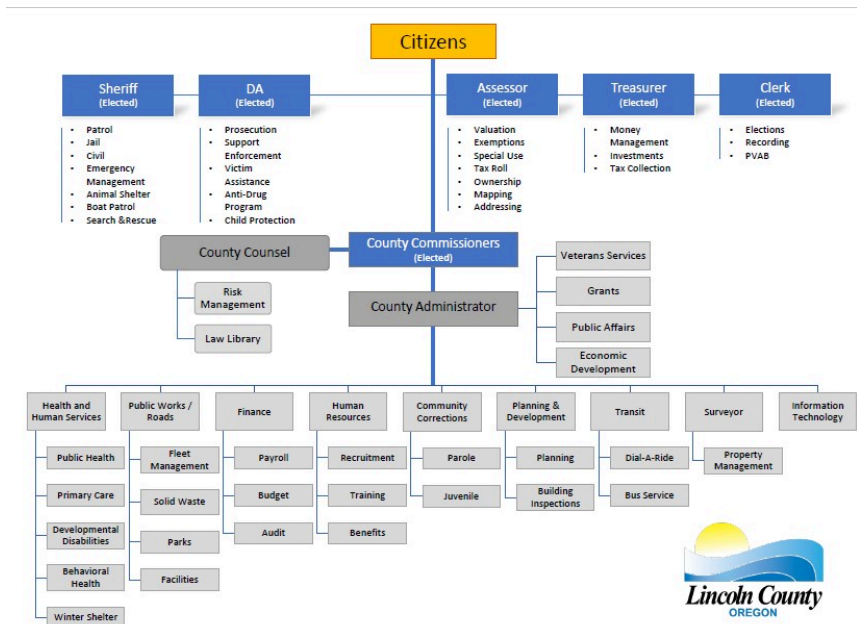 Citizens
Sheriff
(Elected)
DA
(Elected)
Assessor
(Elected)
Treasurer
(Elected)
Clerk
(Elected)
• Patrol
• Jail
• Civil
• Emergency
Management
• Animal Shelter
• Boat Patrol
• Search &Rescue
• Prosecution
• Support
Enforcement
• Victim
Assistance
• Anti-Drug
Program
• Child Protection
• Valuation
• Exemptions
• Special Use
• Tax Roll
• Ownership
• Mapping
• Addressing
• Money
Management
• Investments
• Tax Collection
• Elections
• Recording
• PVAB
County Counsel
County Commissioners
(Elected)
Risk
Management
Law Library
County Administrator
Veterans Services
Grants
Public Affairs
Economic
Development
Health and
Human Services
Public Works /
Roads
Finance
Human
Resources
Community
Corrections
Planning &
Development
Transit
Surveyor
Information
Technology
Public Health
Primary Care
Developmental
Disabilities
Behavioral
Health
Winter Shelter
Fleet
Management
Solid Waste
Parks
Facilities
Payroll
Budget
Audit
Recruitment
Training
Benefits
Parole
Juvenile
Planning
Building
Inspections
Dial-A-Ride
Bus Service
Property
Management
Lincoln County
OREGON